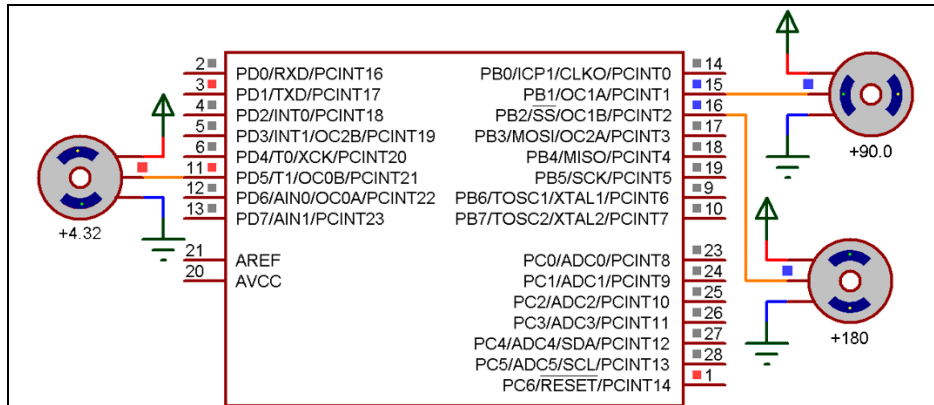 2 PD0/RXD/PCINT16 PB0/ICP1/CLKO/PCINT0 14
3 PD1/TXD/PCINT17 PB1/OC1A/PCINT1 15
4 PD2/INT0/PCINT18 PB2/SS/OC1B/PCINT2 16
5 PD3/INT1/OC2B/PCINT19 PB3/MOSI/OC2A/PCINT3 17
6 PD4/T0/XCK/PCINT20 PB4/MISO/PCINT4 18
11 PD5/T1/OC0B/PCINT21 PB5/SCK/PCINT5 19
12 PD6/AIN0/OC0A/PCINT22 PB6/TOSC1/XTAL1/PCINT6 9
13 PD7/AIN1/PCINT23 PB7/TOSC2/XTAL2/PCINT7 10
21 AREF PC0/ADC0/PCINT8 23
20 AVCC PC1/ADC1/PCINT9 24
PC2/ADC2/PCINT10 25
PC3/ADC3/PCINT11 26
PC4/ADC4/SDA/PCINT12 27
PC5/ADC5/SCL/PCINT13 28
PC6/RESET/PCINT14 1
+4.32
+90.0
+180